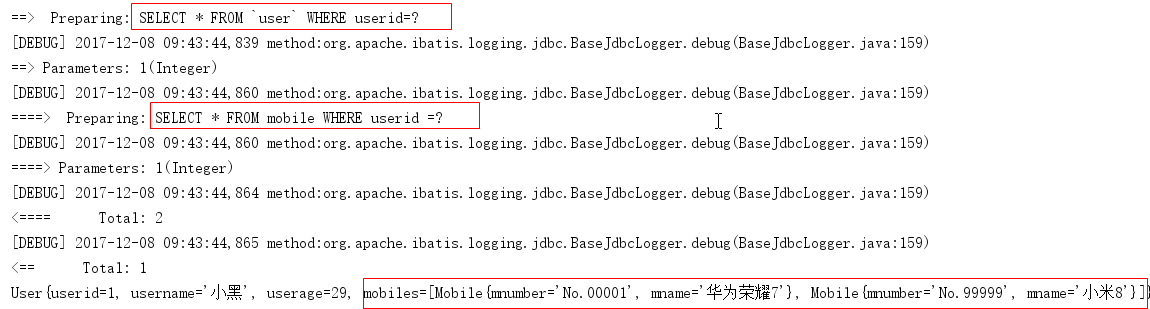 ==>  Preparing: SELECT * FROM `user` WHERE userid=?
[DEBUG] 2017-12-08 09:43:44,839 method:org.apache.ibatis.logging.jdbc.BaseJdbcLogger.debug(BaseJdbcLogger.java:159)
==> Parameters: 1(Integer)
[DEBUG] 2017-12-08 09:43:44,860 method:org.apache.ibatis.logging.jdbc.BaseJdbcLogger.debug(BaseJdbcLogger.java:159)
====>  Preparing: SELECT * FROM mobile WHERE userid =?
[DEBUG] 2017-12-08 09:43:44,860 method:org.apache.ibatis.logging.jdbc.BaseJdbcLogger.debug(BaseJdbcLogger.java:159)
====> Parameters: 1(Integer)
[DEBUG] 2017-12-08 09:43:44,864 method:org.apache.ibatis.logging.jdbc.BaseJdbcLogger.debug(BaseJdbcLogger.java:159)
<====      Total: 2
[DEBUG] 2017-12-08 09:43:44,865 method:org.apache.ibatis.logging.jdbc.BaseJdbcLogger.debug(BaseJdbcLogger.java:159)
<==      Total: 1
User{userid=1, username='小黑', userage=29, mobiles=[Mobile{mnumber='No.00001', mname='华为荣耀7'}, Mobile{mnumber='No.99999', mname='小米8'}]}